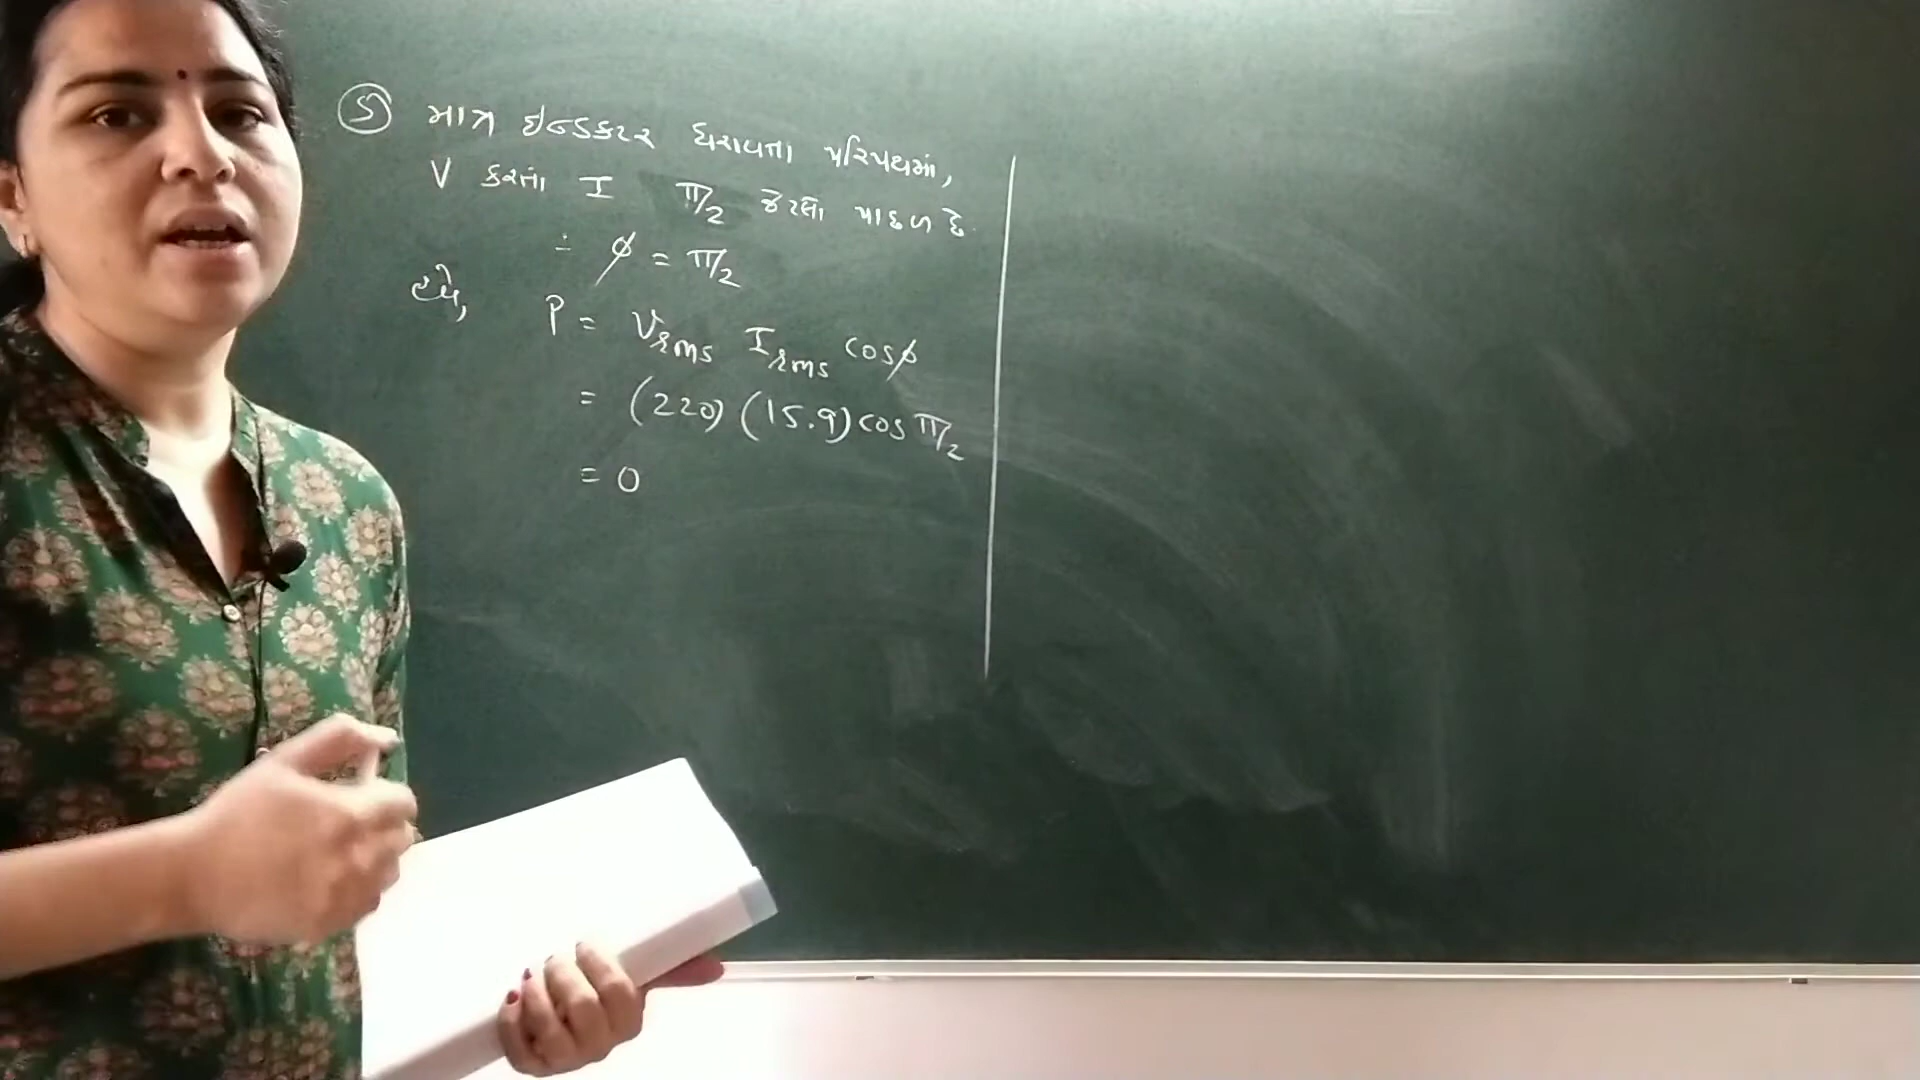 5 માત્ર ઇન્ડક્ટર ધરાવતા પરિપથમાં,
V કરતાં I π/2 જેટલો પાછળ છે.
∴ φ = π/2
હવે, P = Vrms Irms cosφ
= (220) (15.9) cos π/2
= 0